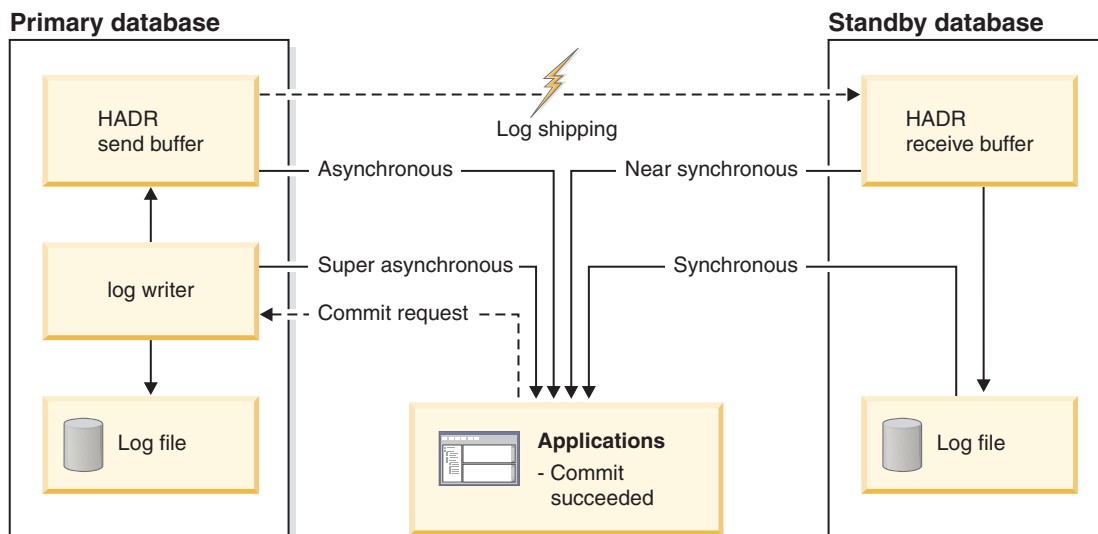 Primary database
Standby database
HADR
send buffer
Log shipping
HADR
receive buffer
Asynchronous
Near synchronous
log writer
Super asynchronous
Synchronous
Commit request
Log file
Applications
- Commit
succeeded
Log file